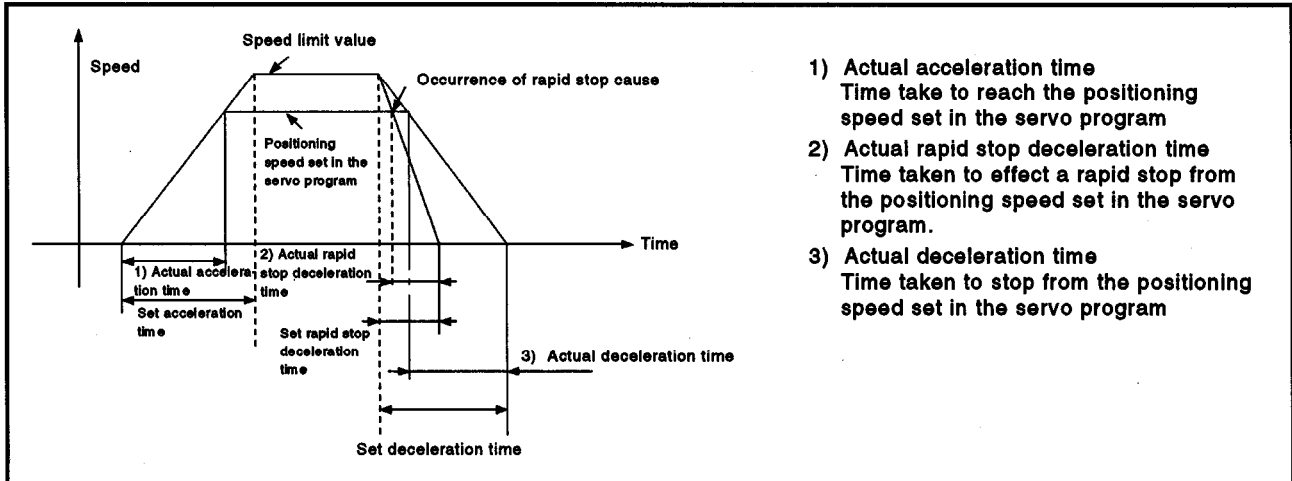 Speed limit value
Speed
Occurrence of rapid stop cause
Positioning
speed set in the
servo program
Time
1) Actual accelera-
tion time
2) Actual rapid
stop deceleration
time
Set acceleration
time
Set rapid stop
deceleration
time
3) Actual deceleration time
Set deceleration time
1) Actual acceleration time
Time take to reach the positioning
speed set in the servo program
2) Actual rapid stop deceleration time
Time taken to effect a rapid stop from
the positioning speed set in the servo
program.
3) Actual deceleration time
Time taken to stop from the positioning
speed set in the servo program